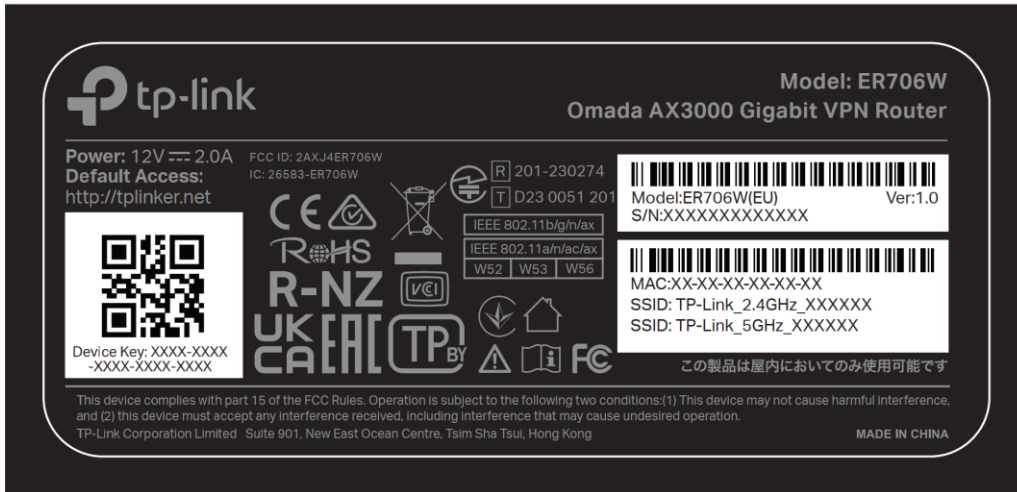 tp-link
Model: ER706W
Omada AX3000 Gigabit VPN Router
Power: 12V 2.0A
Default Access:
http://tplinker.net
FCC ID: 2AXJ4ER706W
IC: 26583-ER706W
R 201-230274
T D23 0051 201
IEEE 802.11b/g/n/ax
IEEE 802.11a/n/ac/ax
W52 W53 W56
CE
RoHS
R-NZ
VCI
UK
CA
EAC
TP
BY
FC
Device Key: XXXX-XXXX
-XXXX-XXXX-XXXX
Model:ER706W(EU) Ver:1.0
S/N:XXXXXXXXXXXXX
MAC:XX-XX-XX-XX-XX-XX
SSID: TP-Link_2.4GHz_XXXXXX
SSID: TP-Link_5GHz_XXXXXX
この製品は屋内においてのみ使用可能です
This device complies with part 15 of the FCC Rules. Operation is subject to the following two conditions:(1) This device may not cause harmful interference,
and (2) this device must accept any interference received, including interference that may cause undesired operation.
TP-Link Corporation Limited Suite 901, New East Ocean Centre, Tsim Sha Tsui, Hong Kong
MADE IN CHINA